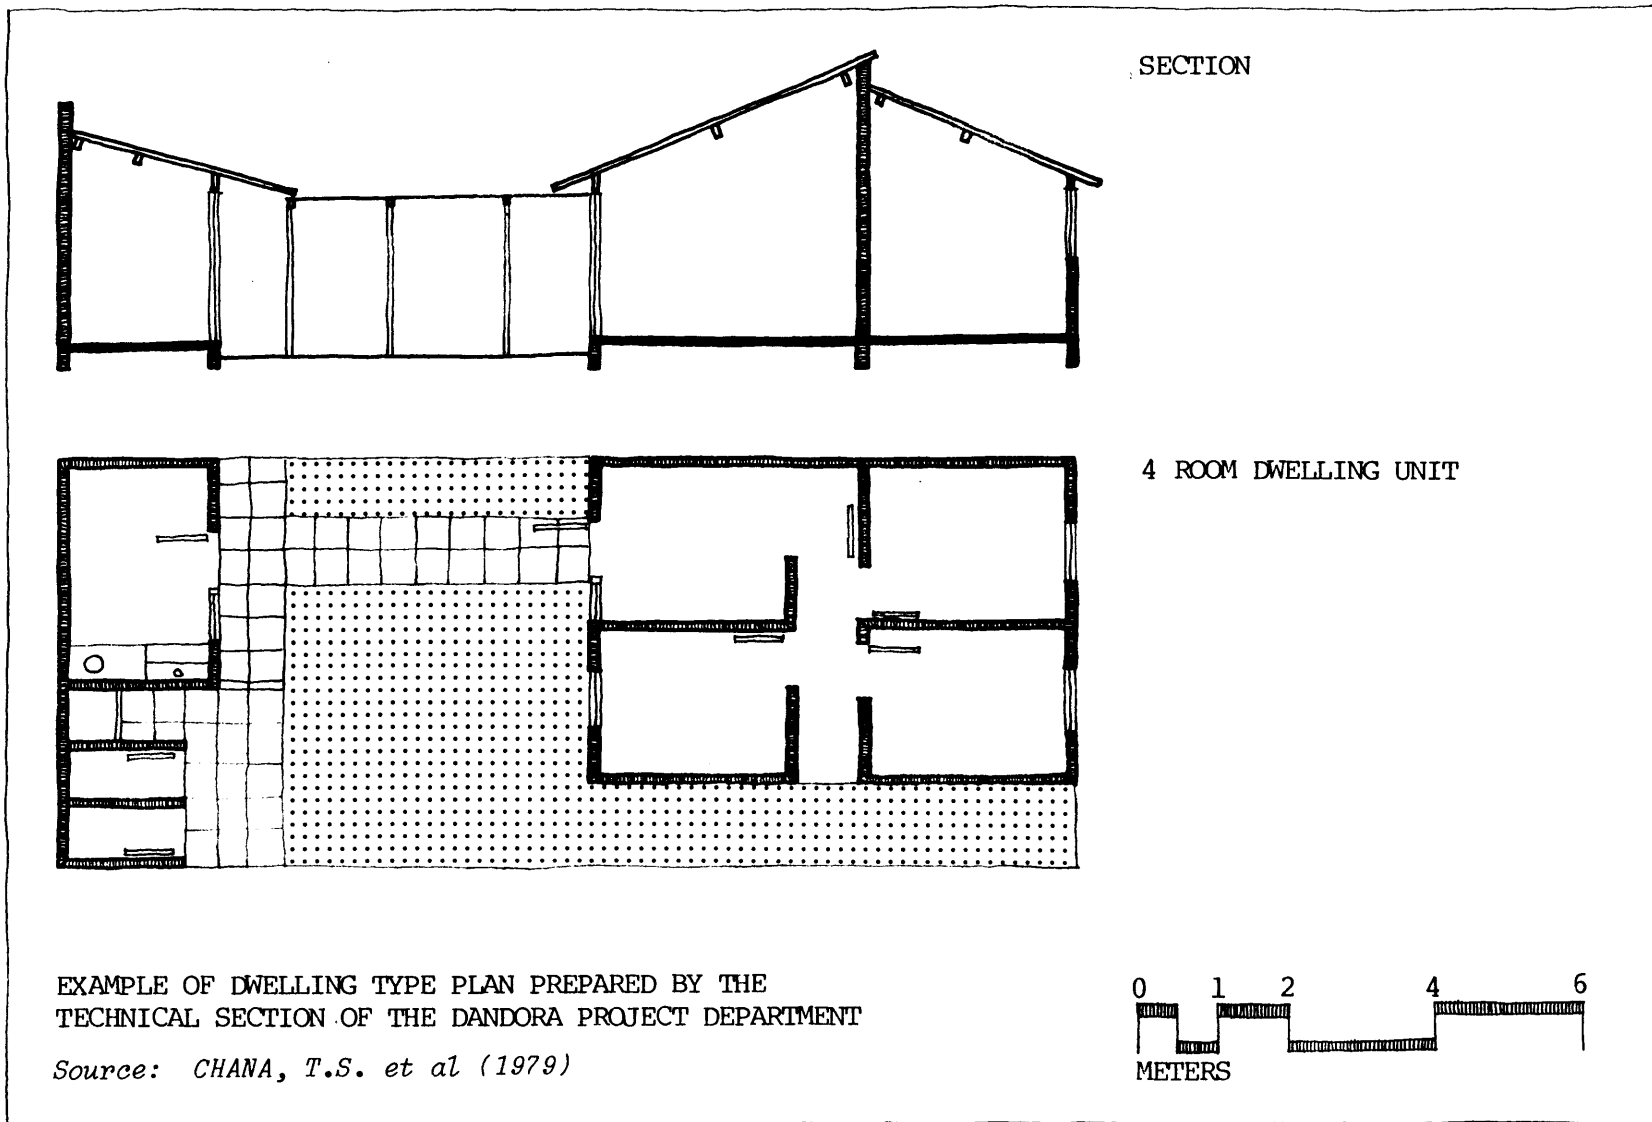 SECTION
4 ROOM DWELLING UNIT
EXAMPLE OF DWELLING TYPE PLAN PREPARED BY THE
TECHNICAL SECTION OF THE DANDORA PROJECT DEPARTMENT
Source: CHANA, T.S. et al (1979)
0 1 2 4 6
METERS